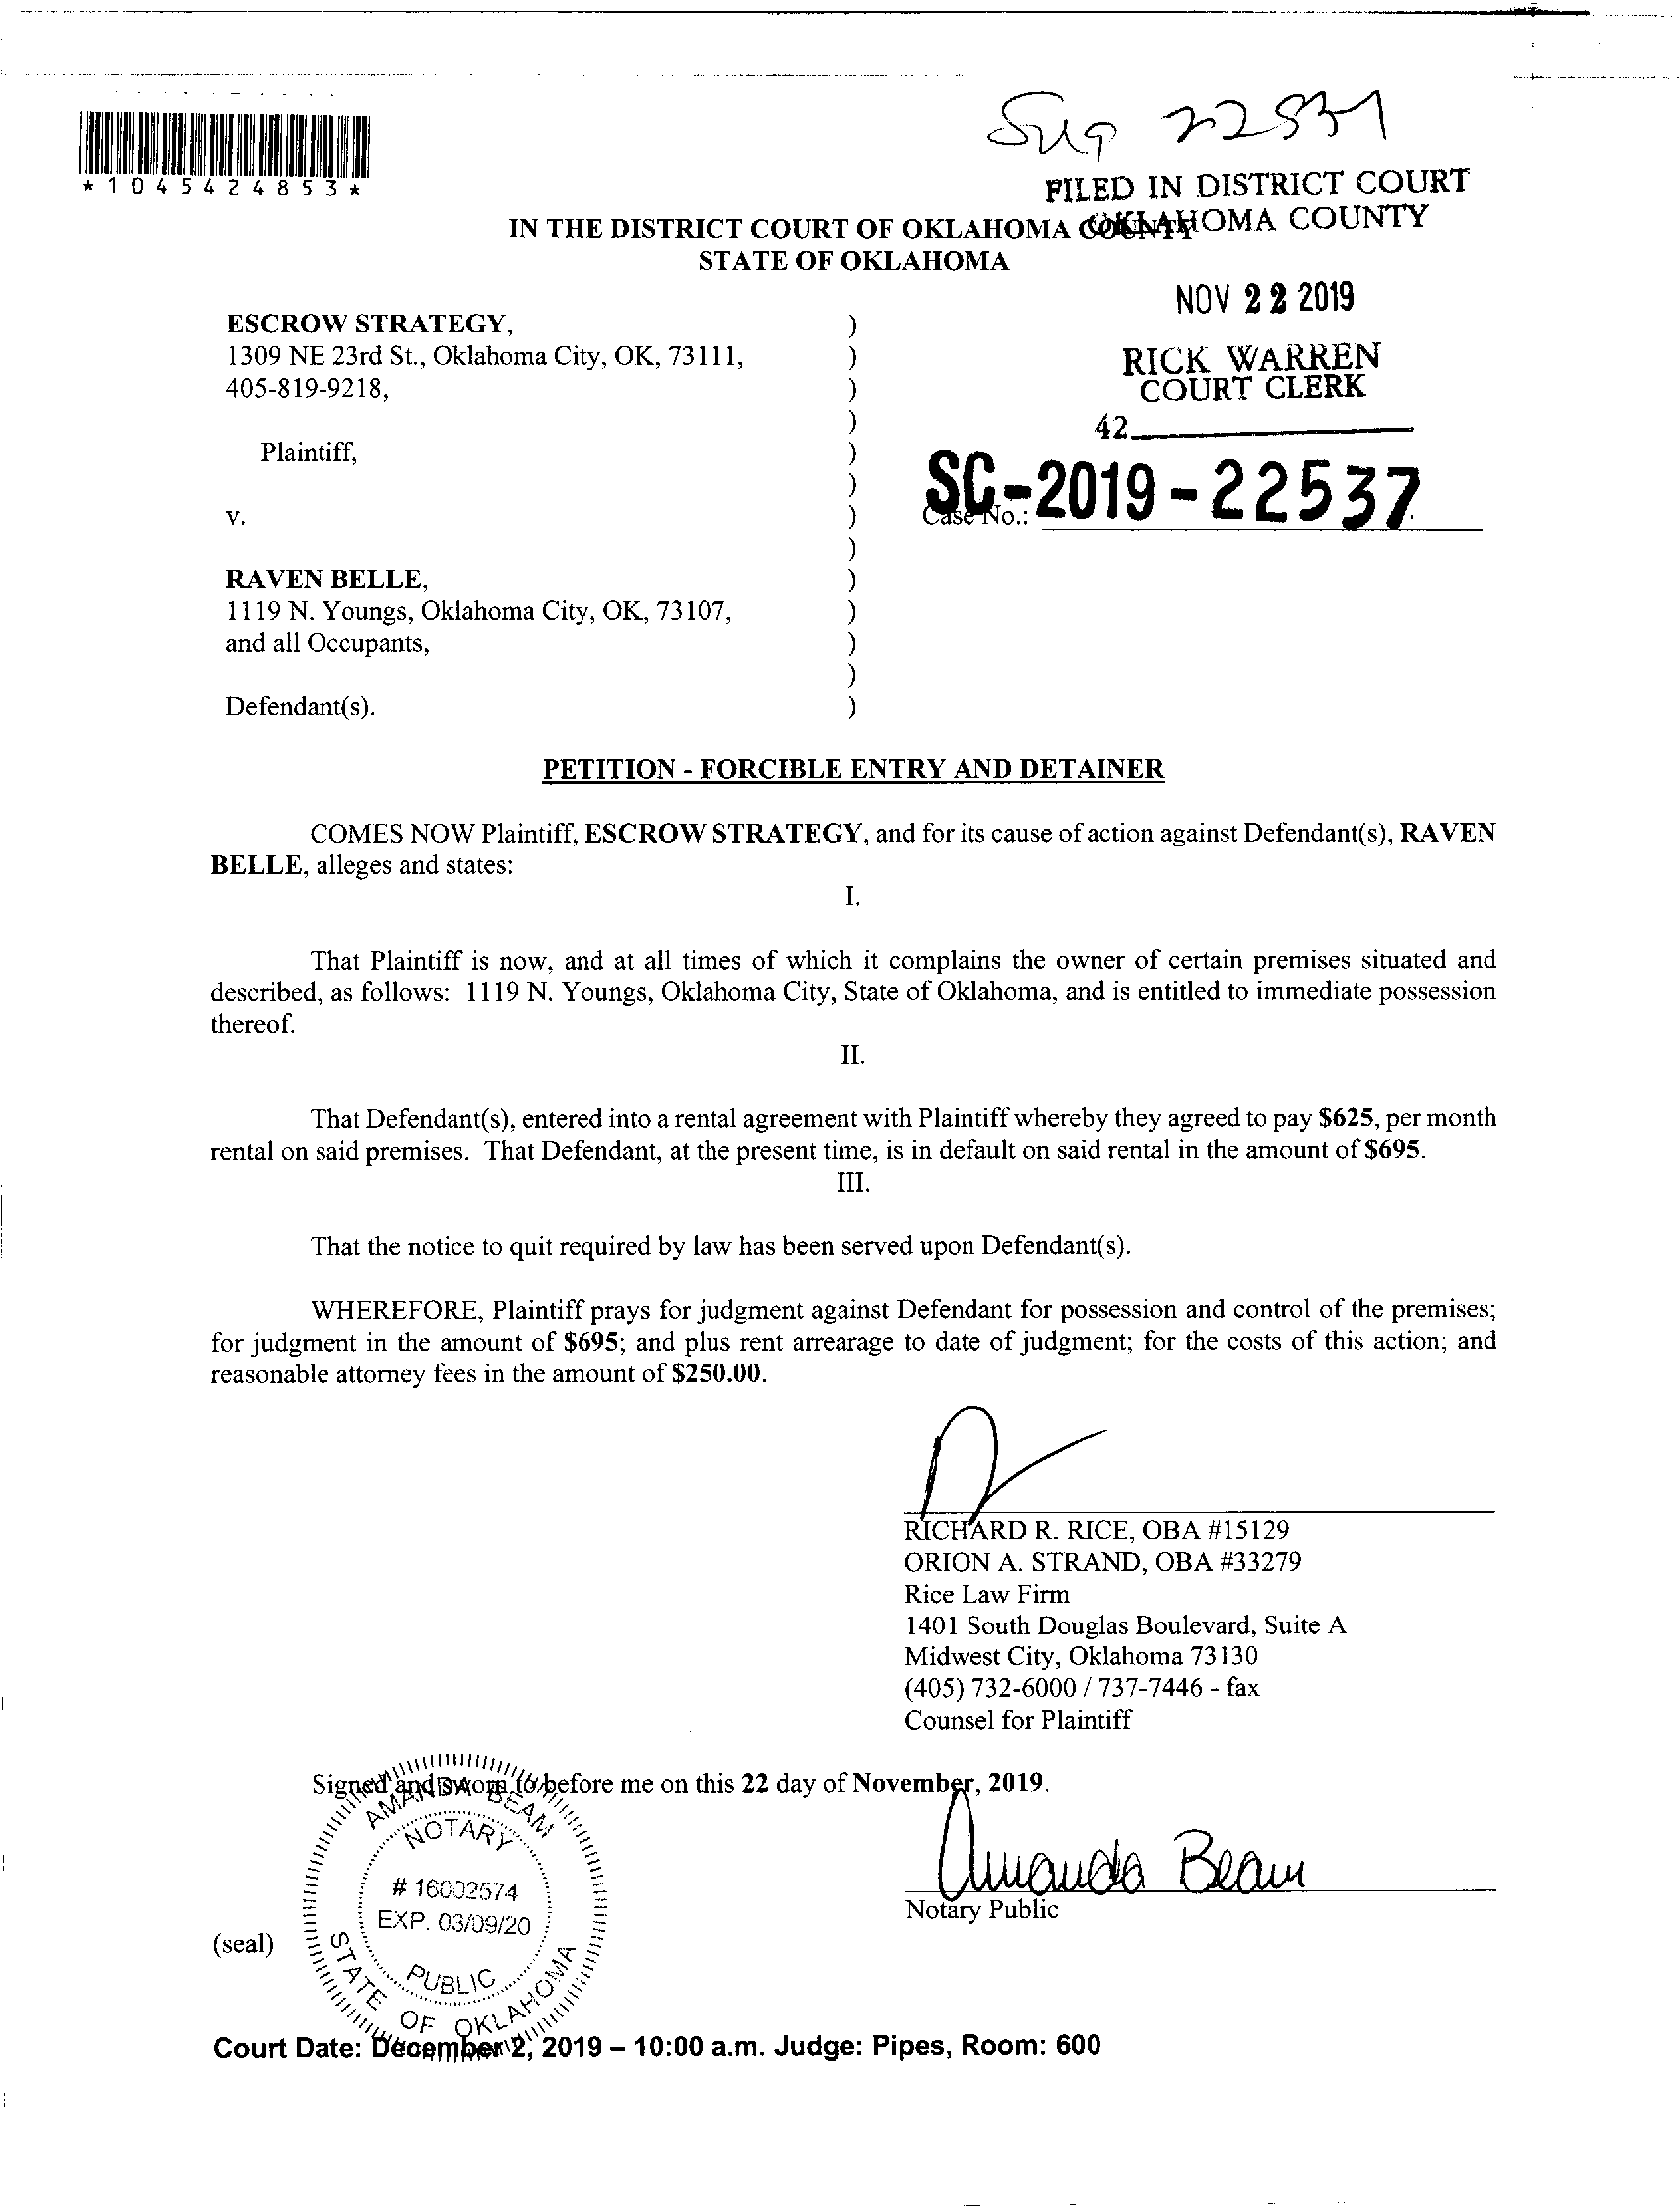 *1045424853*
FILED IN DISTRICT COURT
OKLAHOMA COUNTY
IN THE DISTRICT COURT OF OKLAHOMA COUNTY
STATE OF OKLAHOMA
NOV 22 2019
RICK WARREN
COURT CLERK
42
SC-2019-22537
Case No.:
ESCROW STRATEGY, )
1309 NE 23rd St., Oklahoma City, OK, 73111, )
405-819-9218, )
)
Plaintiff, )
)
v. )
)
RAVEN BELLE, )
1119 N. Youngs, Oklahoma City, OK, 73107, )
and all Occupants, )
)
Defendant(s). )
PETITION - FORCIBLE ENTRY AND DETAINER
COMES NOW Plaintiff, ESCROW STRATEGY, and for its cause of action against Defendant(s), RAVEN
BELLE, alleges and states:
I.
That Plaintiff is now, and at all times of which it complains the owner of certain premises situated and
described, as follows: 1119 N. Youngs, Oklahoma City, State of Oklahoma, and is entitled to immediate possession
thereof.
II.
That Defendant(s), entered into a rental agreement with Plaintiff whereby they agreed to pay $625, per month
rental on said premises. That Defendant, at the present time, is in default on said rental in the amount of $695.
III.
That the notice to quit required by law has been served upon Defendant(s).
WHEREFORE, Plaintiff prays for judgment against Defendant for possession and control of the premises;
for judgment in the amount of $695; and plus rent arrearage to date of judgment; for the costs of this action; and
reasonable attorney fees in the amount of $250.00.
RICHARD R. RICE, OBA #15129
ORION A. STRAND, OBA #33279
Rice Law Firm
1401 South Douglas Boulevard, Suite A
Midwest City, Oklahoma 73130
(405) 732-6000 / 737-7446 - fax
Counsel for Plaintiff
Signed and sworn to before me on this 22 day of November, 2019.
Amanda Beam
Notary Public
AMANDA BEAM
NOTARY
# 16002574
EXP. 03/09/20
PUBLIC
STATE OF OKLAHOMA
(seal)
Court Date: December 2, 2019 – 10:00 a.m. Judge: Pipes, Room: 600